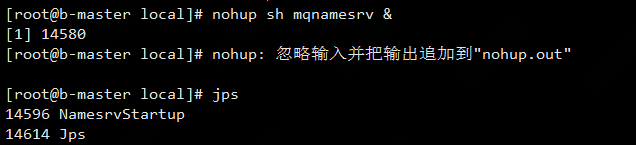 [root@b-master local]# nohup sh mqnamesrv &
[1] 14580
[root@b-master local]# nohup: 忽略输入并把输出追加到"nohup.out"
[root@b-master local]# jps
14596 NamesrvStartup
14614 Jps